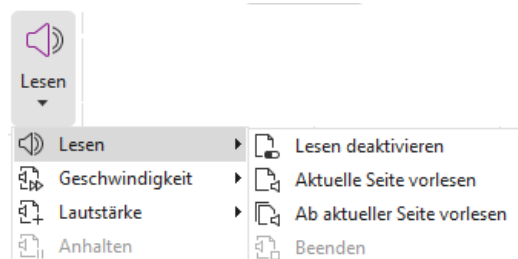 Lesen
Lesen
Geschwindigkeit
Lautstärke
Anhalten
Lesen deaktivieren
Aktuelle Seite vorlesen
Ab aktueller Seite vorlesen
Beenden